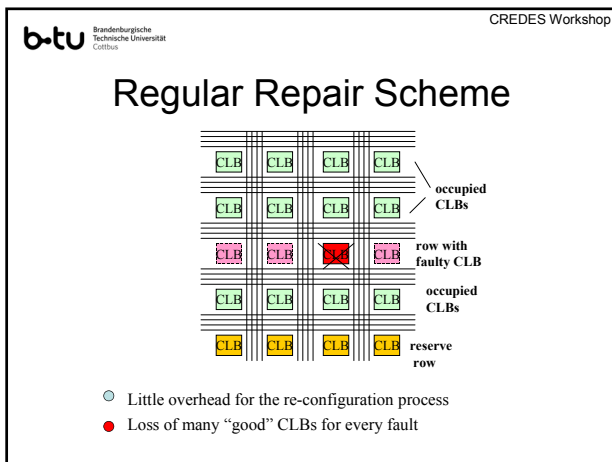 CREDES Workshop
b-tu Brandenburgische
Technische Universität
Cottbus
Regular Repair Scheme
CLB CLB CLB CLB
occupied
CLBs
CLB CLB CLB CLB
CLB CLB CLB CLB
row with
faulty CLB
CLB CLB CLB CLB
occupied
CLBs
CLB CLB CLB CLB
reserve
row
Little overhead for the re-configuration process
Loss of many “good” CLBs for every fault